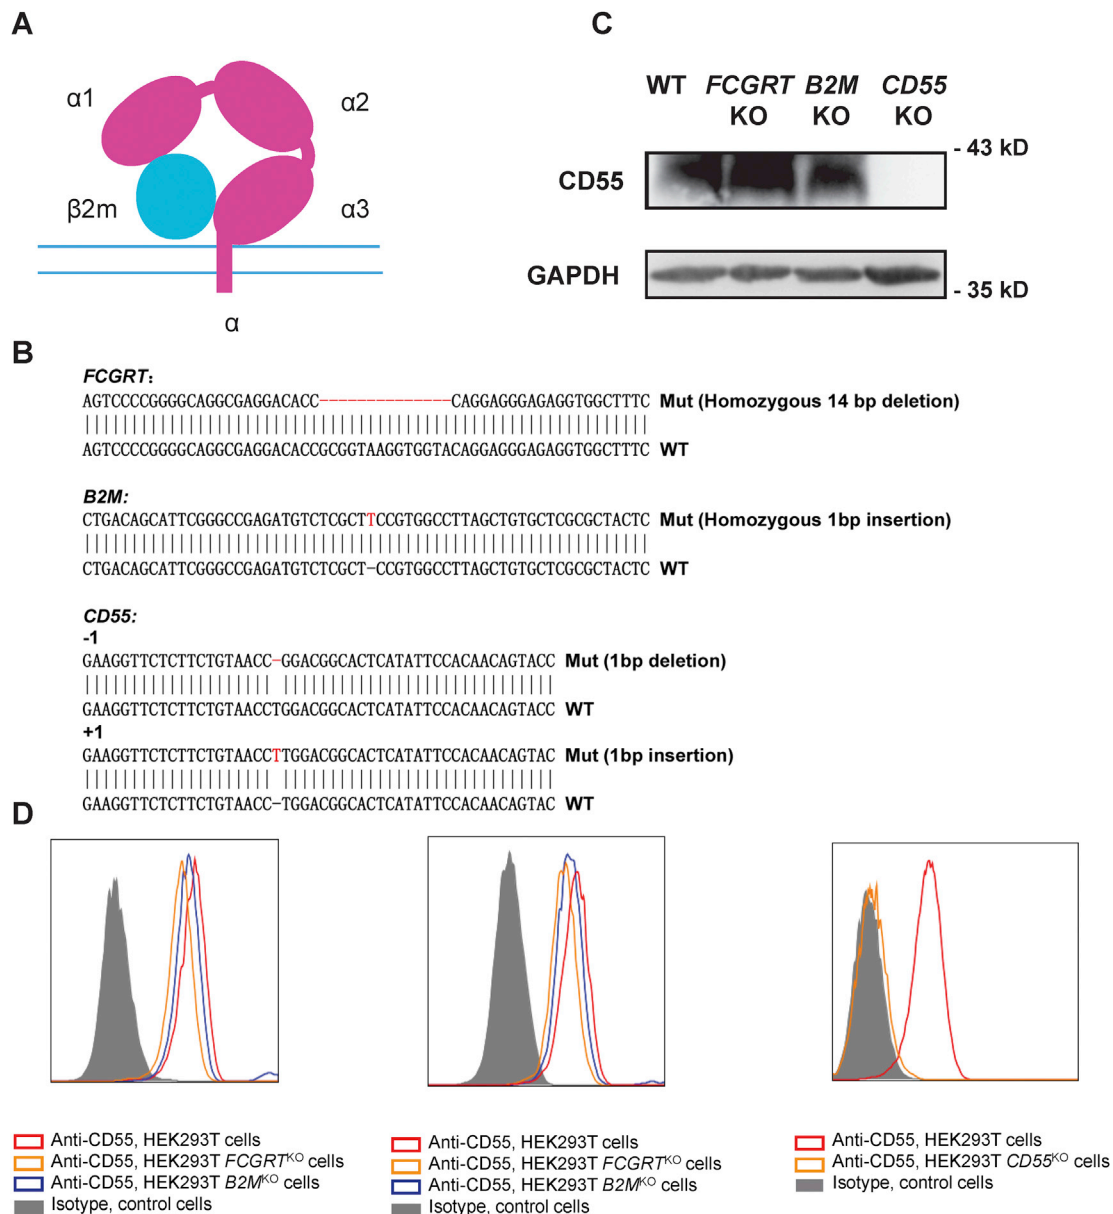 A
α1
α2
β2m
α3
α
C
WT FCGRT KO B2M KO CD55 KO
- 43 kD
CD55
GAPDH
- 35 kD
B
FCGRT:
AGTCCCCGGGGCAGGCGAGGACACC--------------CAGGAGGGAGAGGTGGCTTTC Mut (Homozygous 14 bp deletion)
AGTCCCCGGGGCAGGCGAGGACACCGCGGTAAGGTGGTACAGGAGGGAGAGGTGGCTTTC WT
B2M:
CTGACAGCATTCGGGCCGAGATGTCTCGCTTCCGTGGCCTTAGCTGTGCTCGCGCTACTC Mut (Homozygous 1bp insertion)
CTGACAGCATTCGGGCCGAGATGTCTCGCT-CCGTGGCCTTAGCTGTGCTCGCGCTACTC WT
CD55:
-1
GAAGGTTCTCTTCTGTAACC-GGACGGCACTCATATTCCACAACAGTACC Mut (1bp deletion)
GAAGGTTCTCTTCTGTAACCTGGACGGCACTCATATTCCACAACAGTACC WT
+1
GAAGGTTCTCTTCTGTAACCTTGGACGGCACTCATATTCCACAACAGTAC Mut (1bp insertion)
GAAGGTTCTCTTCTGTAACC-TGGACGGCACTCATATTCCACAACAGTAC WT
D
Anti-CD55, HEK293T cells
Anti-CD55, HEK293T FCGRTKO cells
Anti-CD55, HEK293T B2MKO cells
Isotype, control cells
Anti-CD55, HEK293T cells
Anti-CD55, HEK293T FCGRTKO cells
Anti-CD55, HEK293T B2MKO cells
Isotype, control cells
Anti-CD55, HEK293T cells
Anti-CD55, HEK293T CD55KO cells
Isotype, control cells